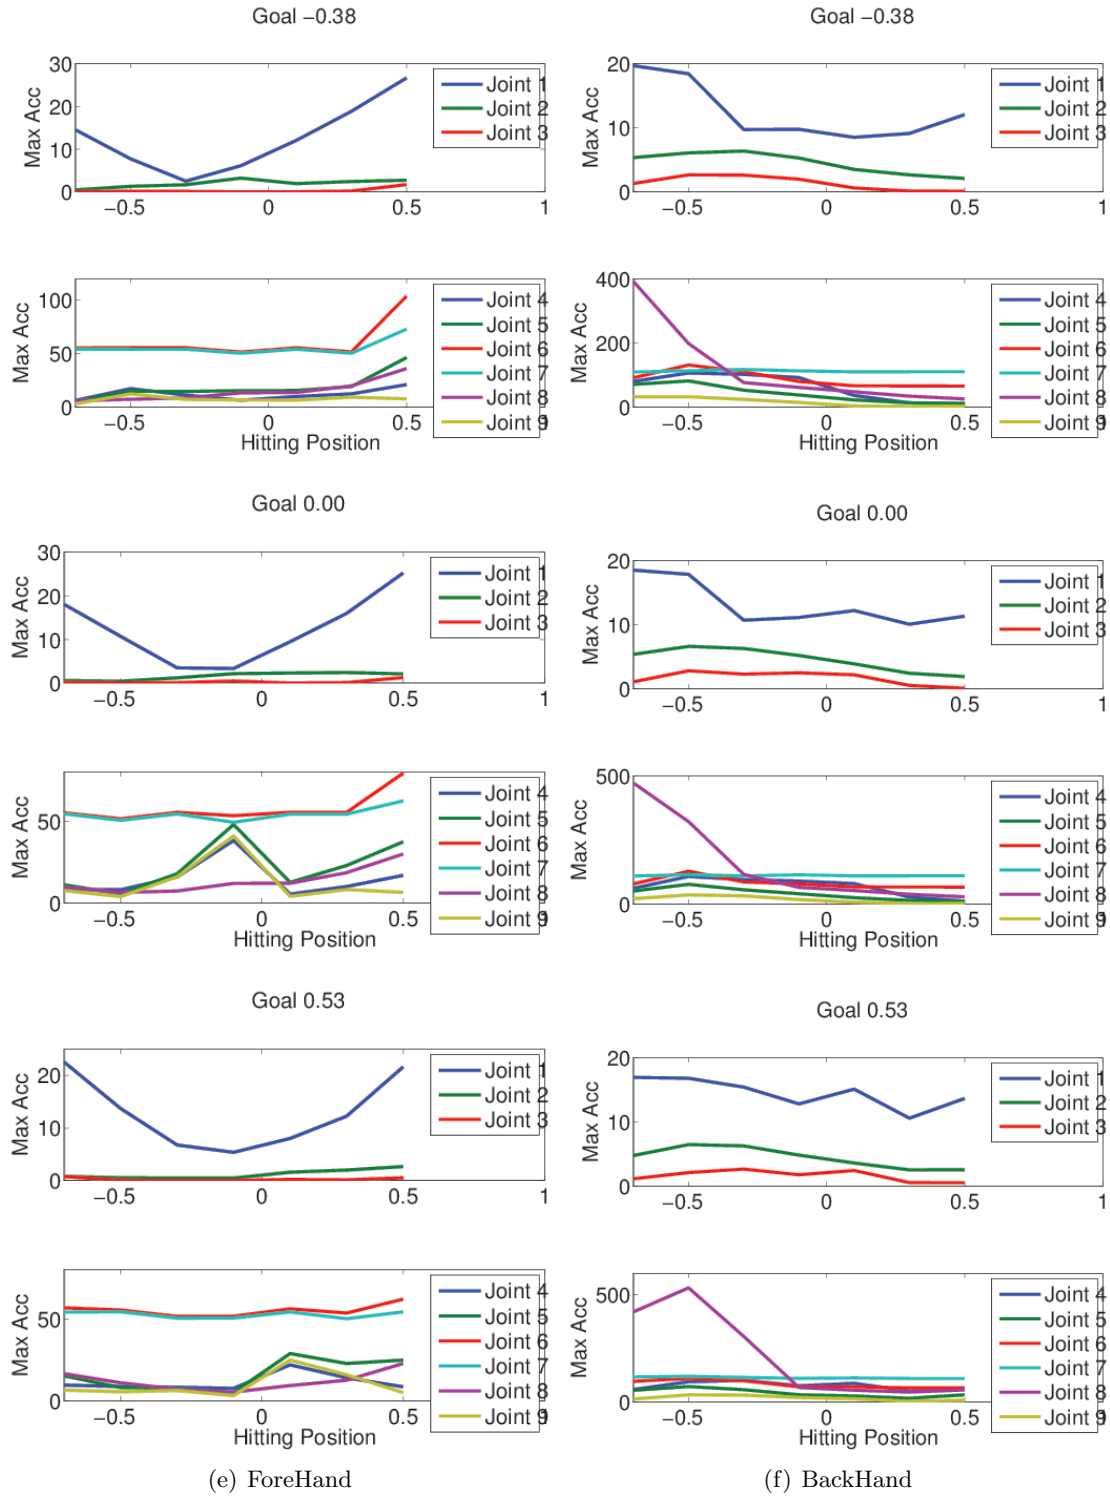 Goal −0.38
30
20
10
0
Max Acc
Joint 1
Joint 2
Joint 3
−0.5
0
0.5
1
100
50
0
Max Acc
Joint 4
Joint 5
Joint 6
Joint 7
Joint 8
Joint 9
−0.5
0
0.5
Hitting Position
Goal 0.00
30
20
10
0
Max Acc
Joint 1
Joint 2
Joint 3
−0.5
0
0.5
1
50
0
Max Acc
Joint 4
Joint 5
Joint 6
Joint 7
Joint 8
Joint 9
−0.5
0
0.5
Hitting Position
Goal 0.53
20
10
0
Max Acc
Joint 1
Joint 2
Joint 3
−0.5
0
0.5
1
50
0
Max Acc
Joint 4
Joint 5
Joint 6
Joint 7
Joint 8
Joint 9
−0.5
0
0.5
Hitting Position
(e) ForeHand
Goal −0.38
20
10
0
Max Acc
Joint 1
Joint 2
Joint 3
−0.5
0
0.5
1
400
200
0
Max Acc
Joint 4
Joint 5
Joint 6
Joint 7
Joint 8
Joint 9
−0.5
0
0.5
Hitting Position
Goal 0.00
20
10
0
Max Acc
Joint 1
Joint 2
Joint 3
−0.5
0
0.5
1
500
0
Max Acc
Joint 4
Joint 5
Joint 6
Joint 7
Joint 8
Joint 9
−0.5
0
0.5
Hitting Position
Goal 0.53
20
10
0
Max Acc
Joint 1
Joint 2
Joint 3
−0.5
0
0.5
1
500
0
Max Acc
Joint 4
Joint 5
Joint 6
Joint 7
Joint 8
Joint 9
−0.5
0
0.5
Hitting Position
(f) BackHand